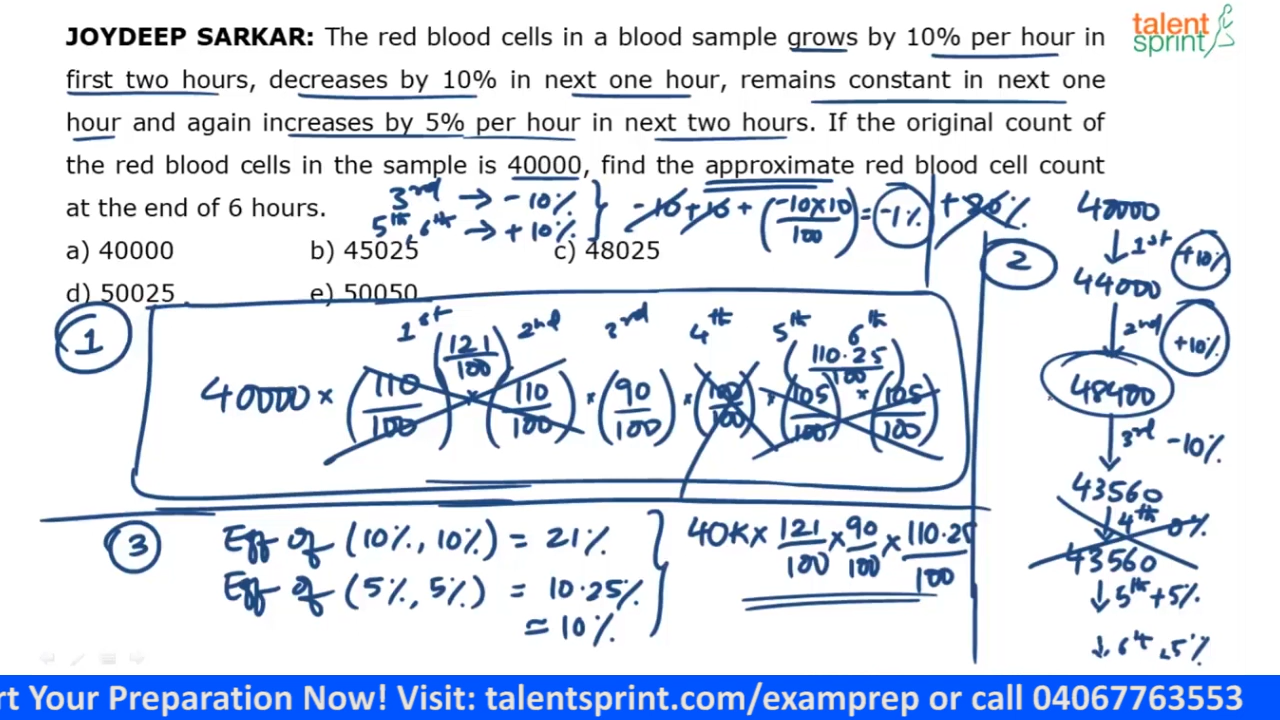 JOYDEEP SARKAR: The red blood cells in a blood sample grows by 10% per hour in
first two hours, decreases by 10% in next one hour, remains constant in next one
hour and again increases by 5% per hour in next two hours. If the original count of
the red blood cells in the sample is 40000, find the approximate red blood cell count
at the end of 6 hours.
talent
sprint
3rd → -10%
5th, 6th → +10%
-10+10 + (-10×10/100) = -1%
+20%
a) 40000 b) 45025 c) 48025
d) 50025 e) 50050
1
1st 2nd 3rd 4th 5th 6th
(121/100) (110.25/100)
40000 × (110/100) × (110/100) × (90/100) × (100/100) × (105/100) × (105/100)
2
40000
↓ 1st +10%
44000
↓ 2nd +10%
48400
↓ 3rd -10%
43560
↓ 4th 0%
43560
↓ 5th +5%
↓ 6th 5%
3
Eff of (10%, 10%) = 21%
Eff of (5%, 5%) = 10.25%
≃ 10%
40K × 121/100 × 90/100 × 110.25/100
rt Your Preparation Now! Visit: talentsprint.com/examprep or call 04067763553